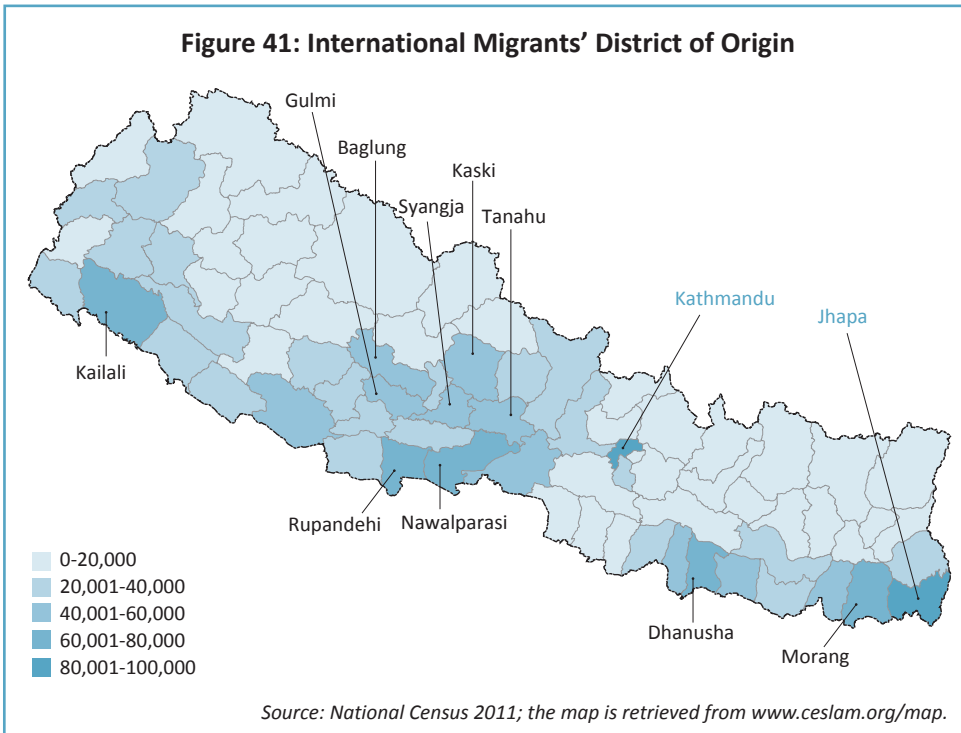 Figure 41: International Migrants’ District of Origin
Gulmi
Baglung
Kaski
Syangja
Tanahu
Kathmandu
Jhapa
Kailali
Rupandehi
Nawalparasi
Dhanusha
Morang
0-20,000
20,001-40,000
40,001-60,000
60,001-80,000
80,001-100,000
Source: National Census 2011; the map is retrieved from www.ceslam.org/map.